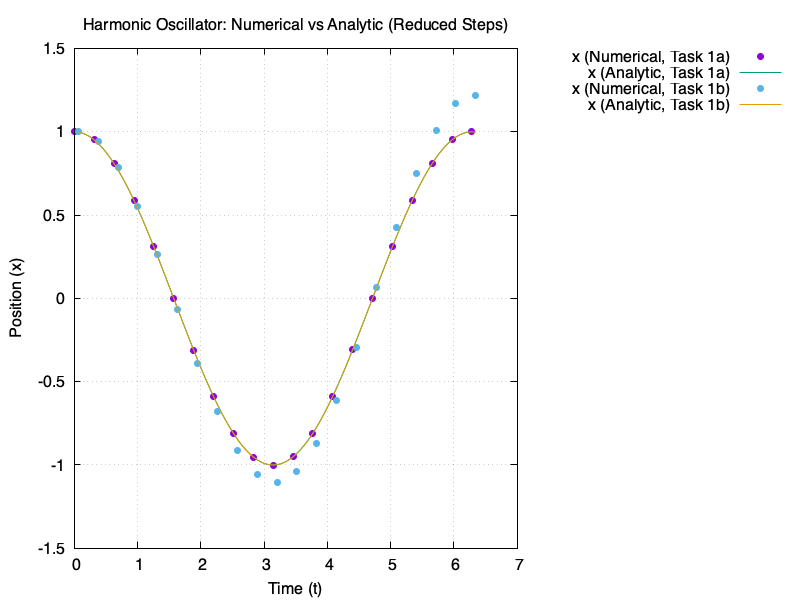 Harmonic Oscillator: Numerical vs Analytic (Reduced Steps)
x (Numerical, Task 1a)
x (Analytic, Task 1a)
x (Numerical, Task 1b)
x (Analytic, Task 1b)
1.5
1
0.5
0
-0.5
-1
-1.5
Position (x)
0 1 2 3 4 5 6 7
Time (t)